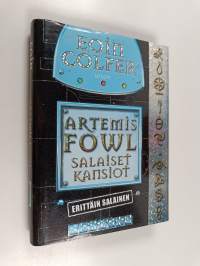 EOIN
COLFER
ARTEMIS
FOWL
SALAISET
KANSIOT
ERITTÄIN SALAINEN